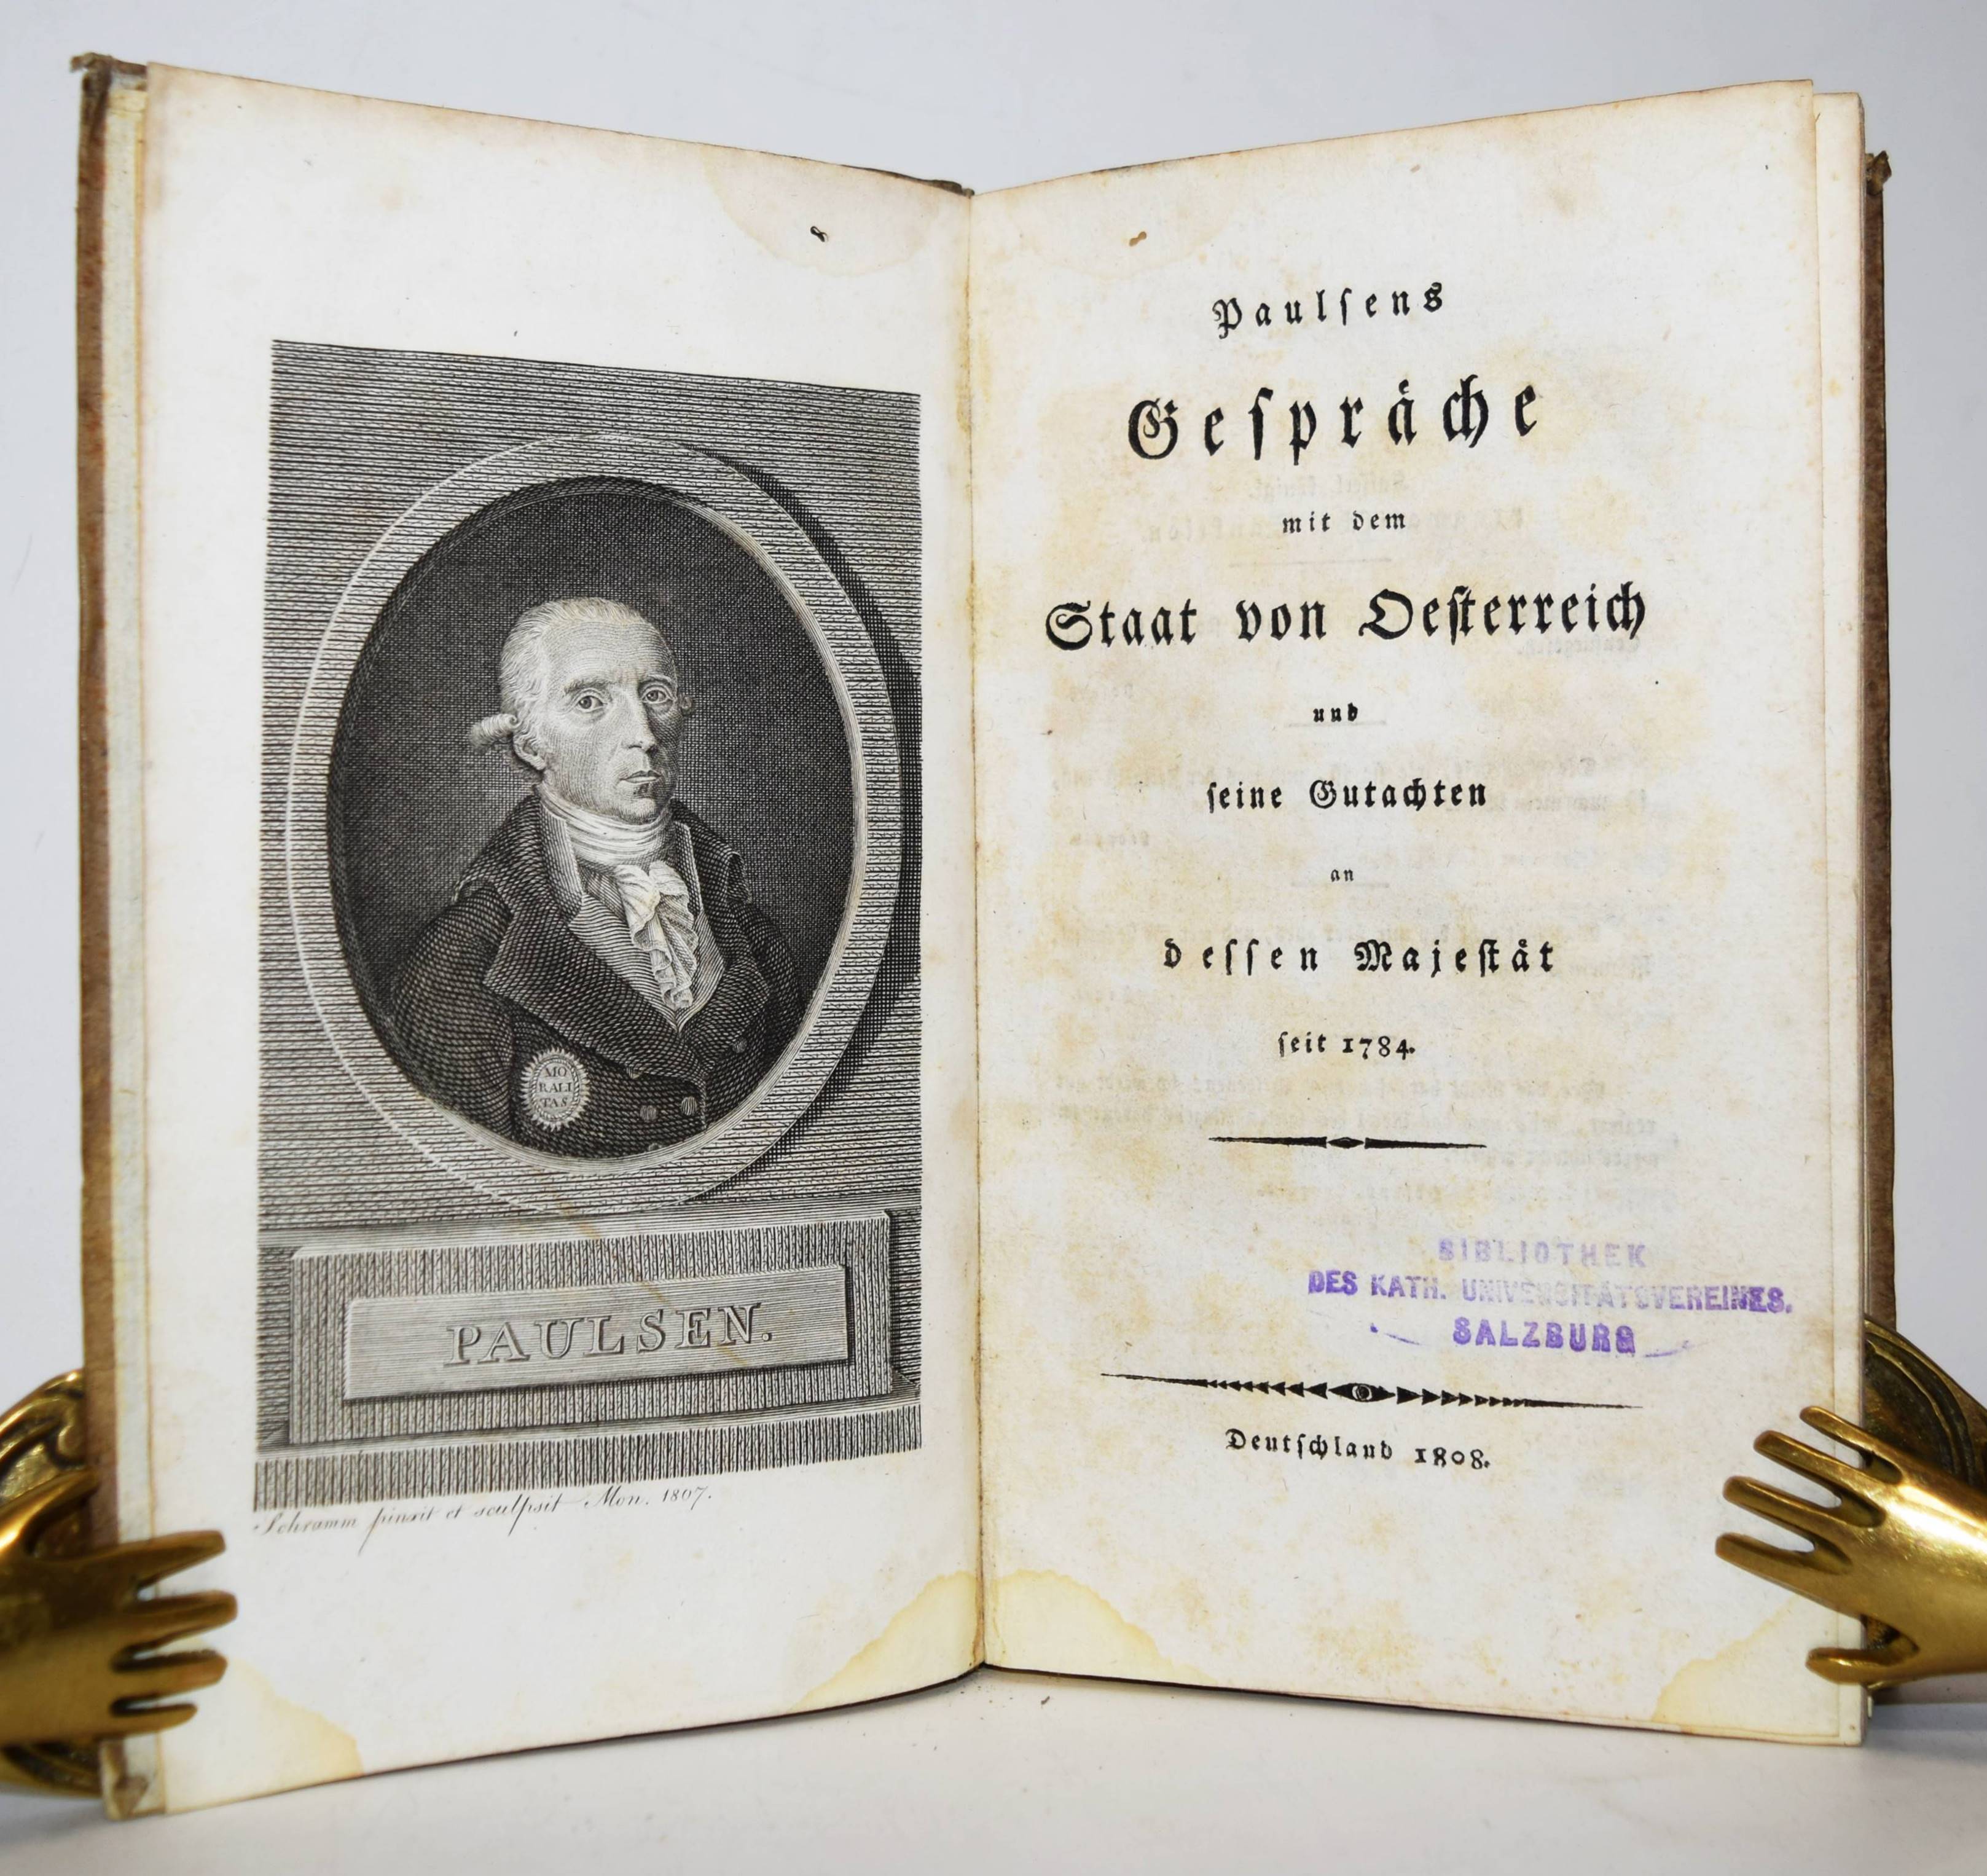 MO
RALI
TAS
PAULSEN.
Schramm pinxit et sculpsit Mon. 1807.
Paulſens
Geſpräche
mit dem
Staat von Oeſterreich
und
ſeine Gutachten
an
deſſen Majeſtät
ſeit 1784.
BIBLIOTHEK
DES KATH. UNIVERSITÄTSVEREINES.
SALZBURG
Deutſchland 1808.